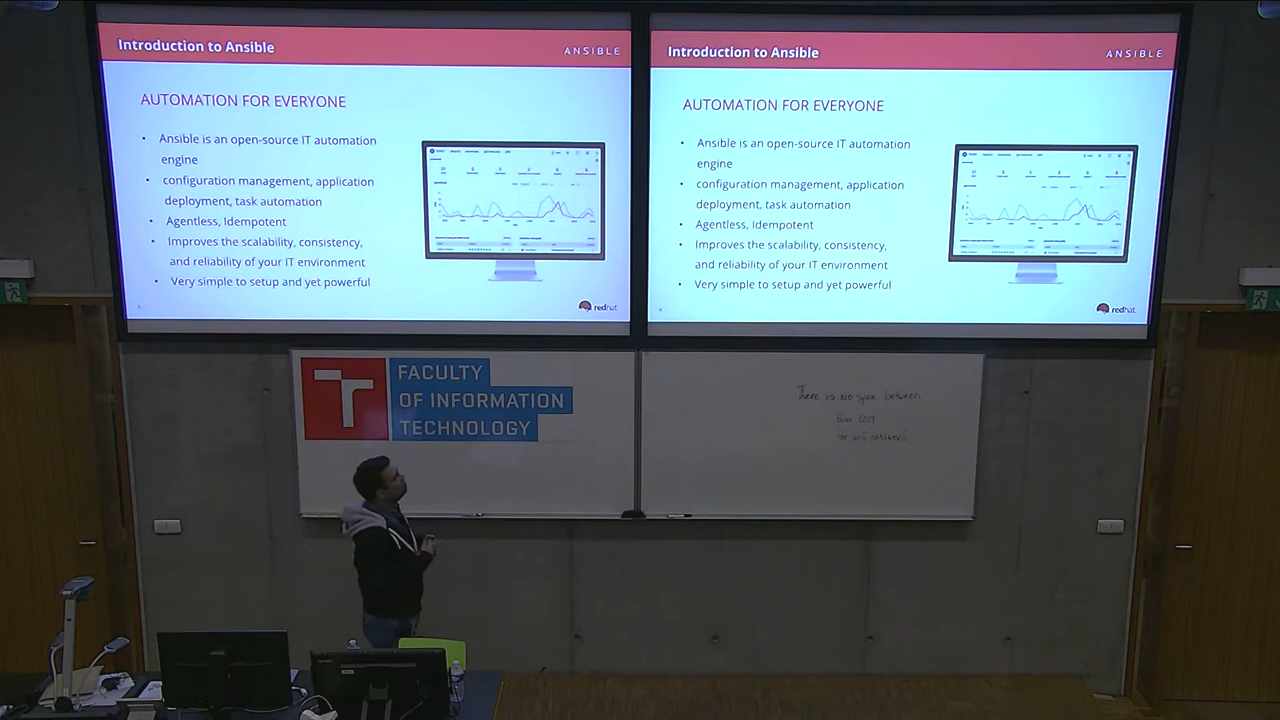 Introduction to Ansible
ANSIBLE
AUTOMATION FOR EVERYONE
• Ansible is an open-source IT automation
engine
• configuration management, application
deployment, task automation
• Agentless, Idempotent
• Improves the scalability, consistency,
and reliability of your IT environment
• Very simple to setup and yet powerful
redhat.
Introduction to Ansible
ANSIBLE
AUTOMATION FOR EVERYONE
• Ansible is an open-source IT automation
engine
• configuration management, application
deployment, task automation
• Agentless, Idempotent
• Improves the scalability, consistency,
and reliability of your IT environment
• Very simple to setup and yet powerful
redhat.
FACULTY
OF INFORMATION
TECHNOLOGY
There is NO space between
2019
for wifi password